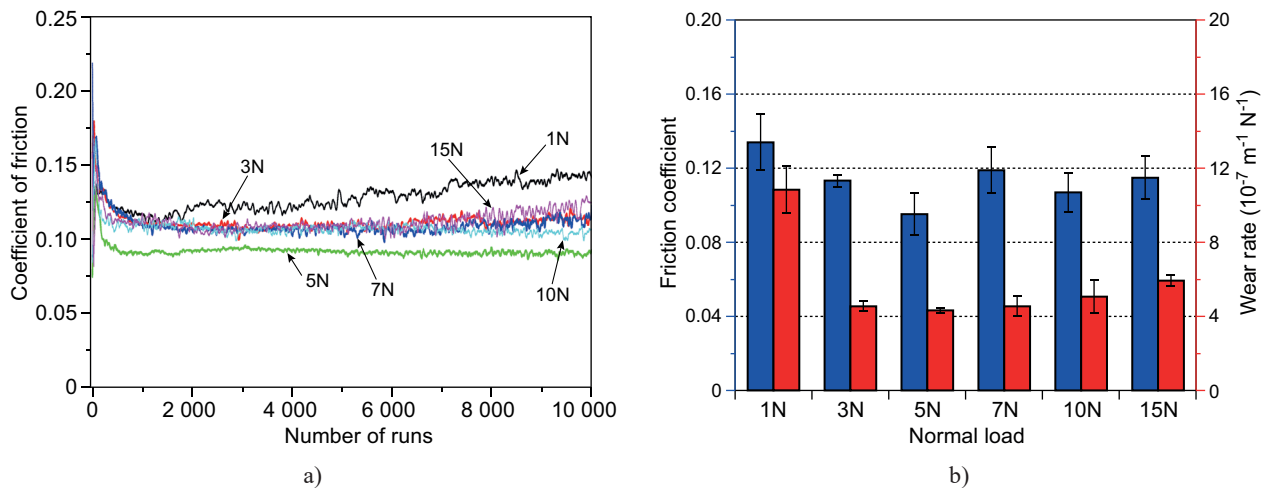 0.25
0.20
0.15
0.10
0.05
0
Coefficient of friction
3N
15N
1N
5N
7N
10N
0
2 000
4 000
6 000
8 000
10 000
Number of runs
a)
0.20
0.16
0.12
0.08
0.04
0
Friction coefficient
20
16
12
8
4
0
Wear rate (10⁻⁷ m⁻¹ N⁻¹)
1N
3N
5N
7N
10N
15N
Normal load
b)